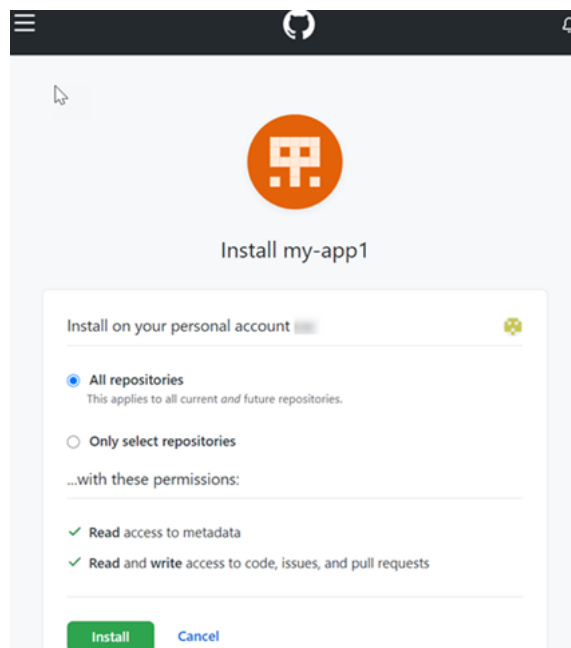 Install my-app1
Install on your personal account
All repositories
This applies to all current and future repositories.
Only select repositories
...with these permissions:
Read access to metadata
Read and write access to code, issues, and pull requests
Install Cancel